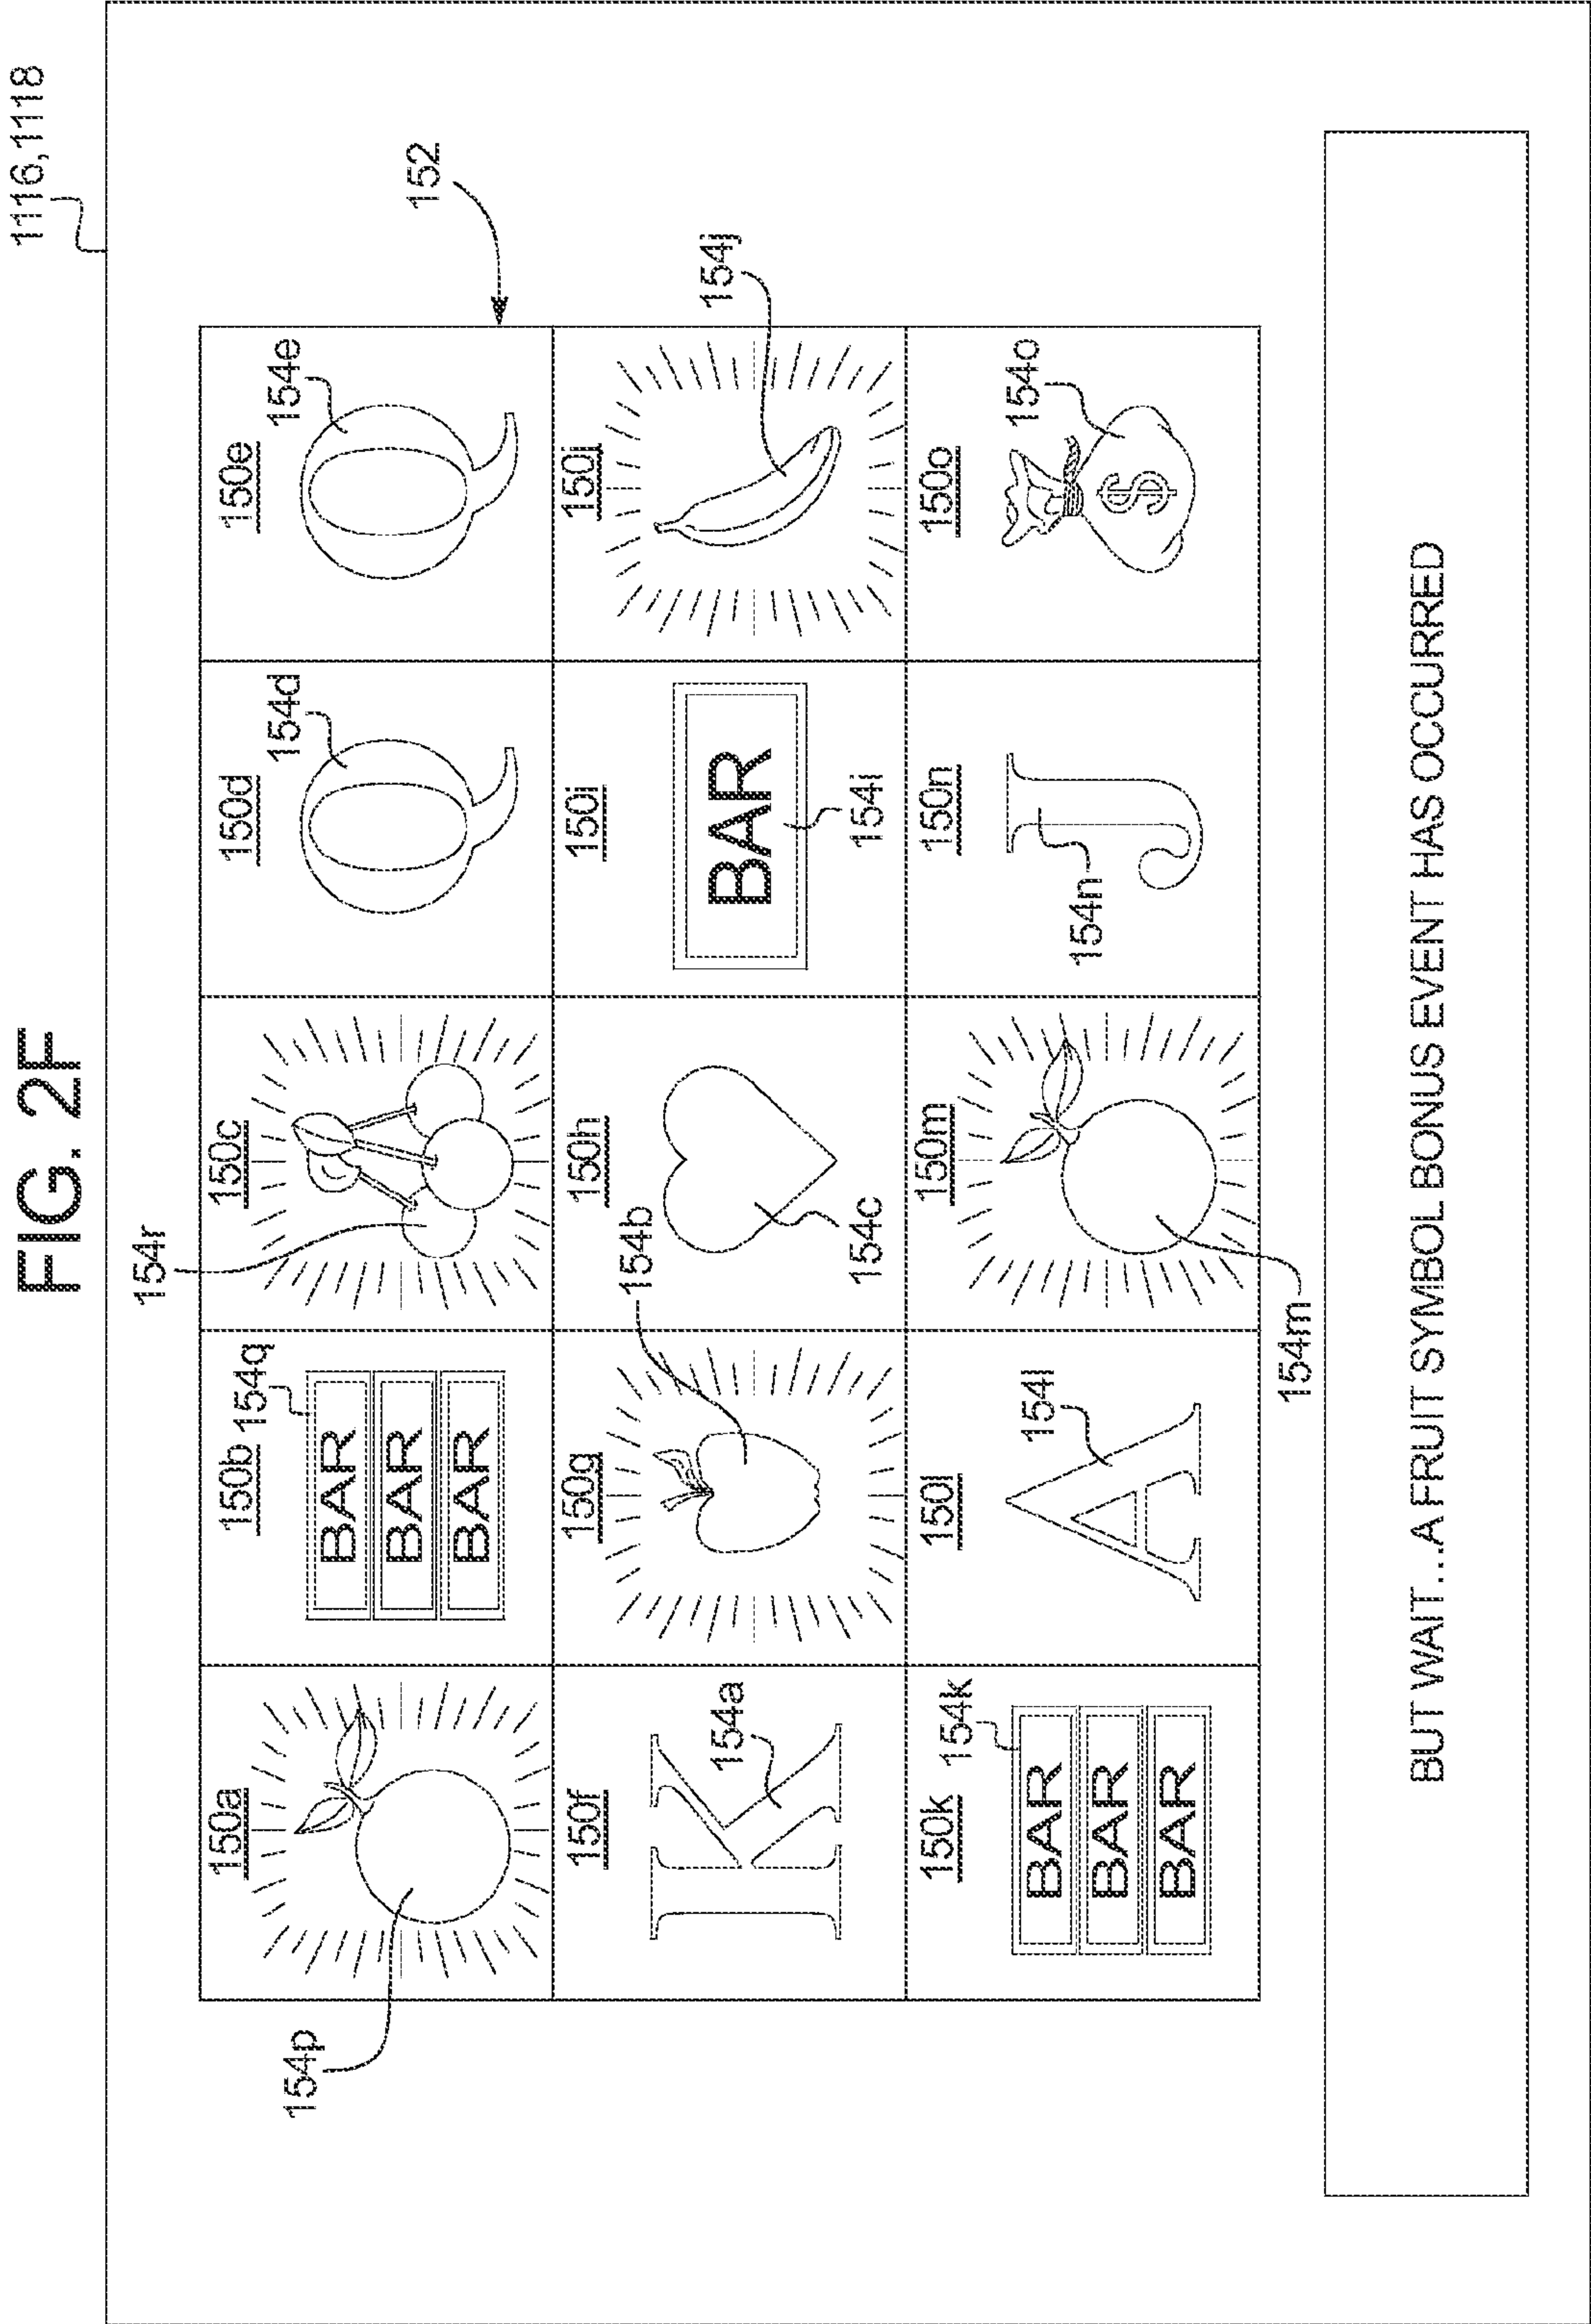 FIG. 2F
1116,1118
152
154r
154p
150a
150b 154q
150c
150d
154d
150e
154e
BAR
BAR
BAR
150f
154a
K
150g
154b
150h
154c
150i
BAR
154i
150j
154j
Q
Q
150k
154k
BAR
BAR
BAR
150l
154l
A
150m
154m
150n
154n
J
150o
154o
$
BUT WAIT...A FRUIT SYMBOL BONUS EVENT HAS OCCURRED